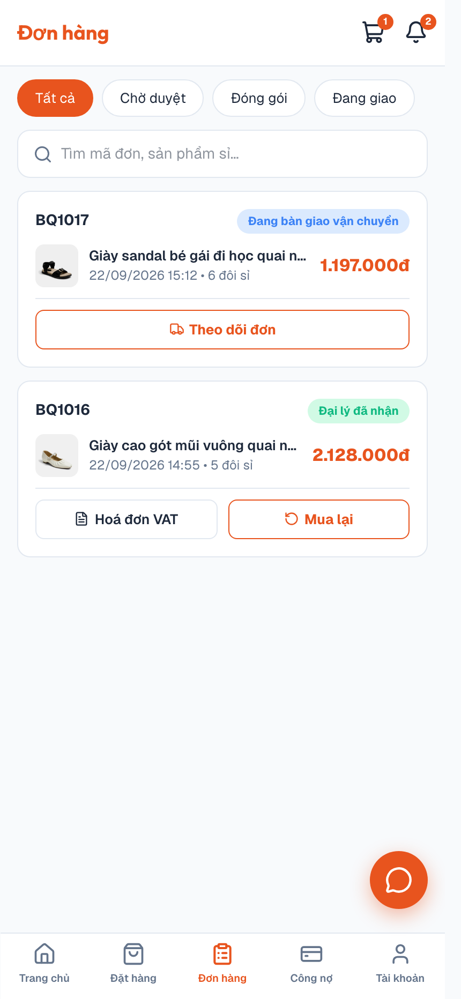 Đơn hàng
1
2
Tất cả
Chờ duyệt
Đóng gói
Đang giao
Tìm mã đơn, sản phẩm sỉ...
BQ1017
Đang bàn giao vận chuyển
Giày sandal bé gái đi học quai n...
1.197.000đ
22/09/2026 15:12 • 6 đôi sỉ
Theo dõi đơn
BQ1016
Đại lý đã nhận
Giày cao gót mũi vuông quai n...
2.128.000đ
22/09/2026 14:55 • 5 đôi sỉ
Hoá đơn VAT
Mua lại
Trang chủ
Đặt hàng
Đơn hàng
Công nợ
Tài khoản